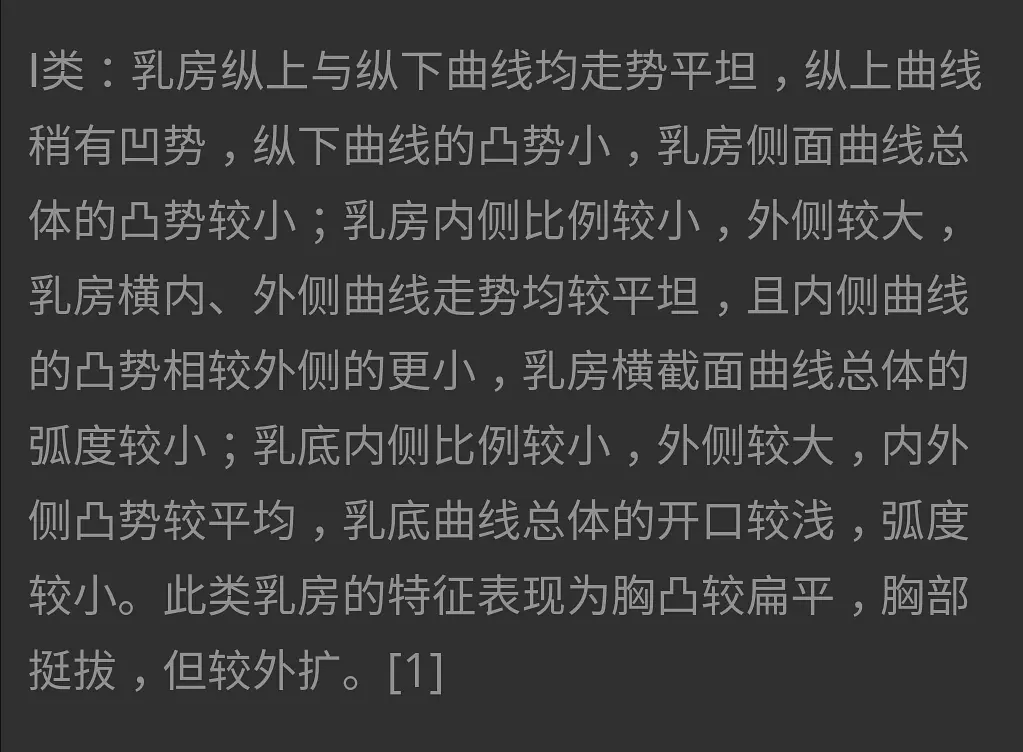 I类：乳房纵上与纵下曲线均走势平坦，纵上曲线
稍有凹势，纵下曲线的凸势小，乳房侧面曲线总
体的凸势较小；乳房内侧比例较小，外侧较大，
乳房横内、外侧曲线走势均较平坦，且内侧曲线
的凸势相较外侧的更小，乳房横截面曲线总体的
弧度较小；乳底内侧比例较小，外侧较大，内外
侧凸势较平均，乳底曲线总体的开口较浅，弧度
较小。此类乳房的特征表现为胸凸较扁平，胸部
挺拔，但较外扩。[1]